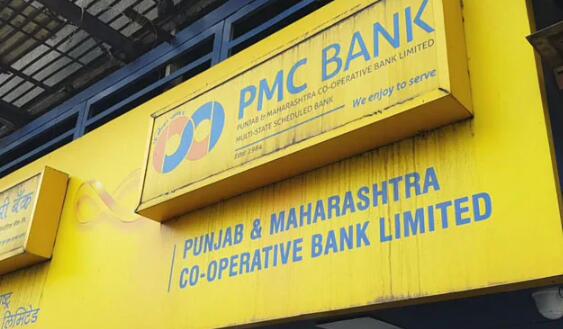 PMC BANK
PUNJAB & MAHARASHTRA CO-OPERATIVE BANK LIMITED
MULTI-STATE SCHEDULED BANK
We enjoy to serve
PUNJAB & MAHARASHTRA
CO-OPERATIVE BANK LIMITED
बैंक
लिमिटेड